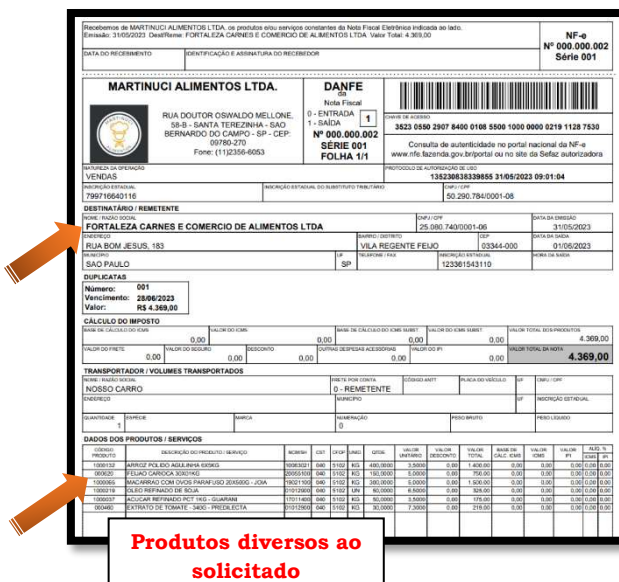 Recebemos de MARTINUCI ALIMENTOS LTDA. os produtos e/ou serviços constantes da Nota Fiscal Eletrônica indicada ao lado.
Emissão: 31/05/2023 Dest/Reme: FORTALEZA CARNES E COMERCIO DE ALIMENTOS LTDA Valor Total: 4.369,00
NF-e
Nº 000.000.002
Série 001
DATA DO RECEBIMENTO IDENTIFICAÇÃO E ASSINATURA DO RECEBEDOR
MARTINUCI ALIMENTOS LTDA.
RUA DOUTOR OSWALDO MELLONE,
58-B - SANTA TEREZINHA - SAO
BERNARDO DO CAMPO - SP - CEP:
09780-270
Fone: (11)2356-6053
DANFE
da
Nota Fiscal
0 - ENTRADA
1 - SAÍDA 1
Nº 000.000.002
SÉRIE 001
FOLHA 1/1
CHAVE DE ACESSO
3523 0550 2907 8400 0108 5500 1000 0000 0219 1128 7530
Consulta de autenticidade no portal nacional da NF-e
www.nfe.fazenda.gov.br/portal ou no site da Sefaz autorizadora
NATUREZA DA OPERAÇÃO PROTOCOLO DE AUTORIZAÇÃO DE USO
VENDAS 135230838339855 31/05/2023 09:01:04
INSCRIÇÃO ESTADUAL INSCRIÇÃO ESTADUAL DO SUBSTITUTO TRIBUTÁRIO CNPJ / CPF
799716640116 50.290.784/0001-08
DESTINATÁRIO / REMETENTE
NOME / RAZÃO SOCIAL CNPJ / CPF DATA DA EMISSÃO
FORTALEZA CARNES E COMERCIO DE ALIMENTOS LTDA 25.080.740/0001-06 31/05/2023
ENDEREÇO BAIRRO / DISTRITO CEP DATA DA SAÍDA
RUA BOM JESUS, 183 VILA REGENTE FEIJO 03344-000 01/06/2023
MUNICÍPIO UF TELEFONE / FAX INSCRIÇÃO ESTADUAL HORA DA SAÍDA
SAO PAULO SP 123361543110
DUPLICATAS
Número: 001
Vencimento: 28/06/2023
Valor: R$ 4.369,00
CÁLCULO DO IMPOSTO
BASE DE CÁLCULO DO ICMS VALOR DO ICMS BASE DE CÁLCULO DO ICMS SUBST VALOR DO ICMS SUBST VALOR TOTAL DOS PRODUTOS
0,00 0,00 0,00 0,00 4.369,00
VALOR DO FRETE VALOR DO SEGURO DESCONTO OUTRAS DESPESAS ACESSÓRIAS VALOR DO IPI VALOR TOTAL DA NOTA
0,00 0,00 0,00 0,00 0,00 4.369,00
TRANSPORTADOR / VOLUMES TRANSPORTADOS
NOME / RAZÃO SOCIAL FRETE POR CONTA CÓDIGO ANTT PLACA DO VEÍCULO UF CNPJ / CPF
NOSSO CARRO 0 - REMETENTE
ENDEREÇO MUNICÍPIO UF INSCRIÇÃO ESTADUAL
QUANTIDADE ESPÉCIE MARCA NUMERAÇÃO PESO BRUTO PESO LÍQUIDO
1 0
DADOS DOS PRODUTOS / SERVIÇOS
CÓDIGO PRODUTO DESCRIÇÃO DO PRODUTO / SERVIÇO NCM/SH CST CFOP UNID QTDE VALOR UNITÁRIO VALOR DESCONTO VALOR TOTAL BASE DE CÁLC. ICMS VALOR ICMS VALOR IPI ALIQ. % ICMS IPI
1000132 ARROZ POLIDO AGULINHA 6X5KG 10063021 040 5102 KG 400,0000 3,5000 0,00 1.400,00 0,00 0,00 0,00 0,00 0,00
000620 FEIJAO CARIOCA 30X01KG 040 5102 KG 150,0000 5,0000 0,00 750,00 0,00 0,00 0,00 0,00 0,00
1000065 MACARRAO COM OVOS PARAFUSO 20X500G - JOIA 19021100 040 5102 KG 300,0000 5,0000 0,00 1.500,00 0,00 0,00 0,00 0,00 0,00
1000218 OLEO REFINADO DE SOJA 01012900 040 5102 UN 50,0000 6,5000 0,00 325,00 0,00 0,00 0,00 0,00 0,00
1000037 ACUCAR REFINADO PCT 1KG - GUARANI 17011400 040 5102 KG 50,0000 3,5000 0,00 175,00 0,00 0,00 0,00 0,00 0,00
000460 EXTRATO DE TOMATE - 340G - PREDILECTA 01012900 040 5102 KG 30,0000 7,3000 0,00 219,00 0,00 0,00 0,00 0,00 0,00
Produtos diversos ao
solicitado